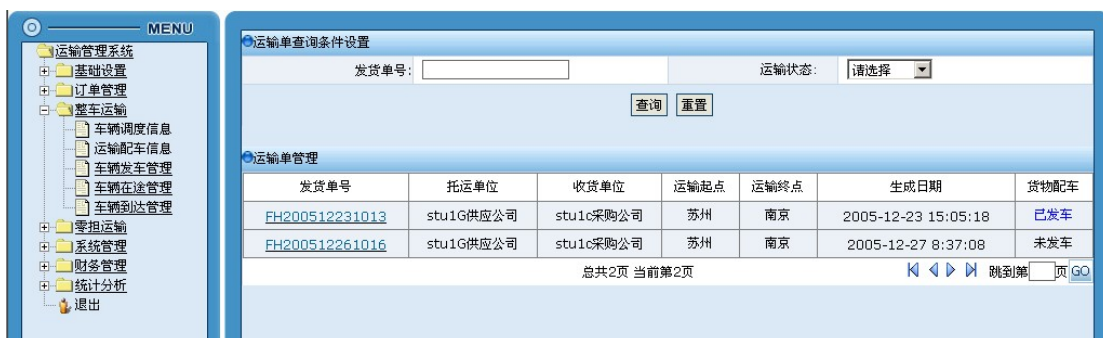 MENU
运输管理系统
基础设置
订单管理
整车运输
车辆调度信息
运输配车信息
车辆发车管理
车辆在途管理
车辆到达管理
零担运输
系统管理
财务管理
统计分析
退出
运输单查询条件设置
发货单号: 运输状态: 请选择
查询 重置
运输单管理
发货单号 托运单位 收货单位 运输起点 运输终点 生成日期 货物配车
FH200512231013 stu1G供应公司 stu1c采购公司 苏州 南京 2005-12-23 15:05:18 已发车
FH200512261016 stu1G供应公司 stu1c采购公司 苏州 南京 2005-12-27 8:37:08 未发车
总共2页 当前第2页 跳到第 页 GO